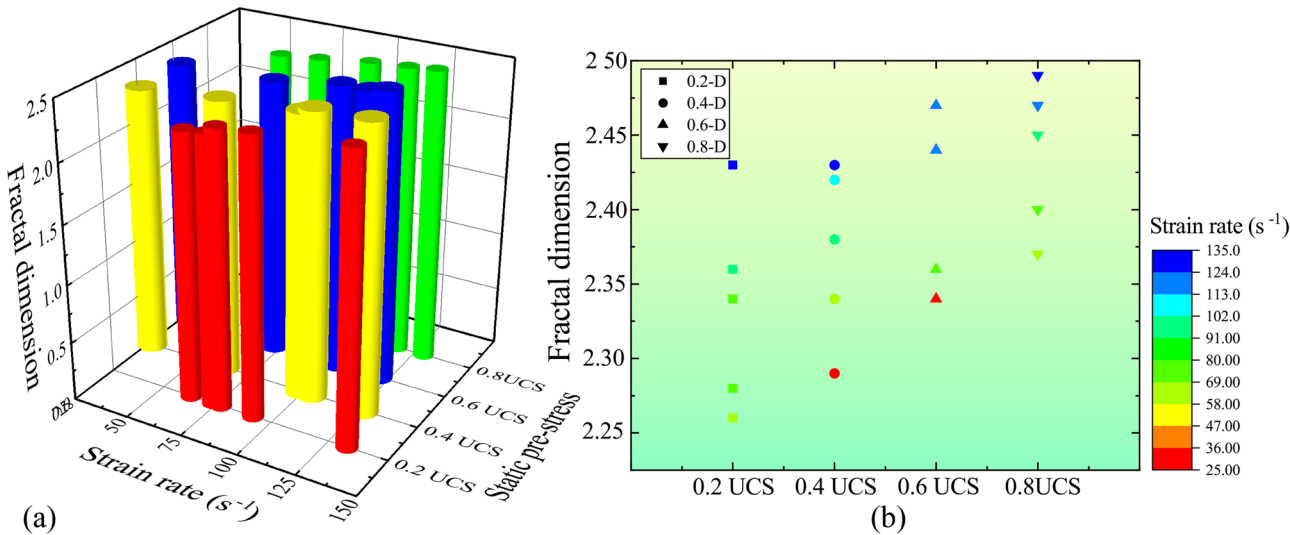 2.5
2.0
1.5
1.0
0.5
Fractal dimension
50
75
100
125
150
Strain rate (s⁻¹)
0.2 UCS
0.4 UCS
0.6 UCS
0.8UCS
Static pre-stress
(a)
2.50
2.45
2.40
2.35
2.30
2.25
Fractal dimension
0.2-D
0.4-D
0.6-D
0.8-D
0.2 UCS
0.4 UCS
0.6 UCS
0.8UCS
(b)
Strain rate (s⁻¹)
135.0
124.0
113.0
102.0
91.00
80.00
69.00
58.00
47.00
36.00
25.00